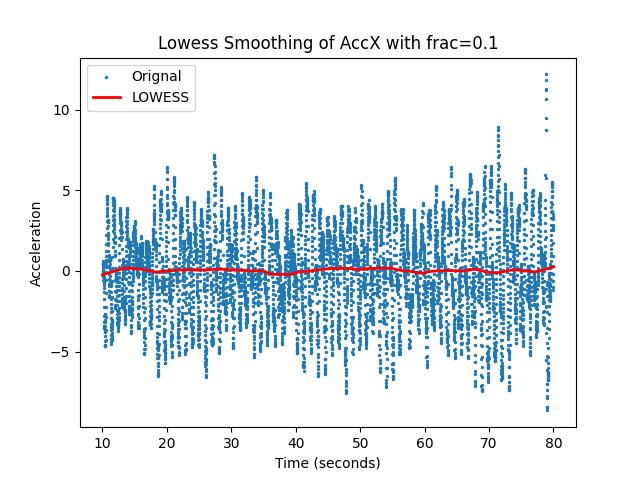 Lowess Smoothing of AccX with frac=0.1
Orignal
LOWESS
Acceleration
10
5
0
−5
10 20 30 40 50 60 70 80
Time (seconds)